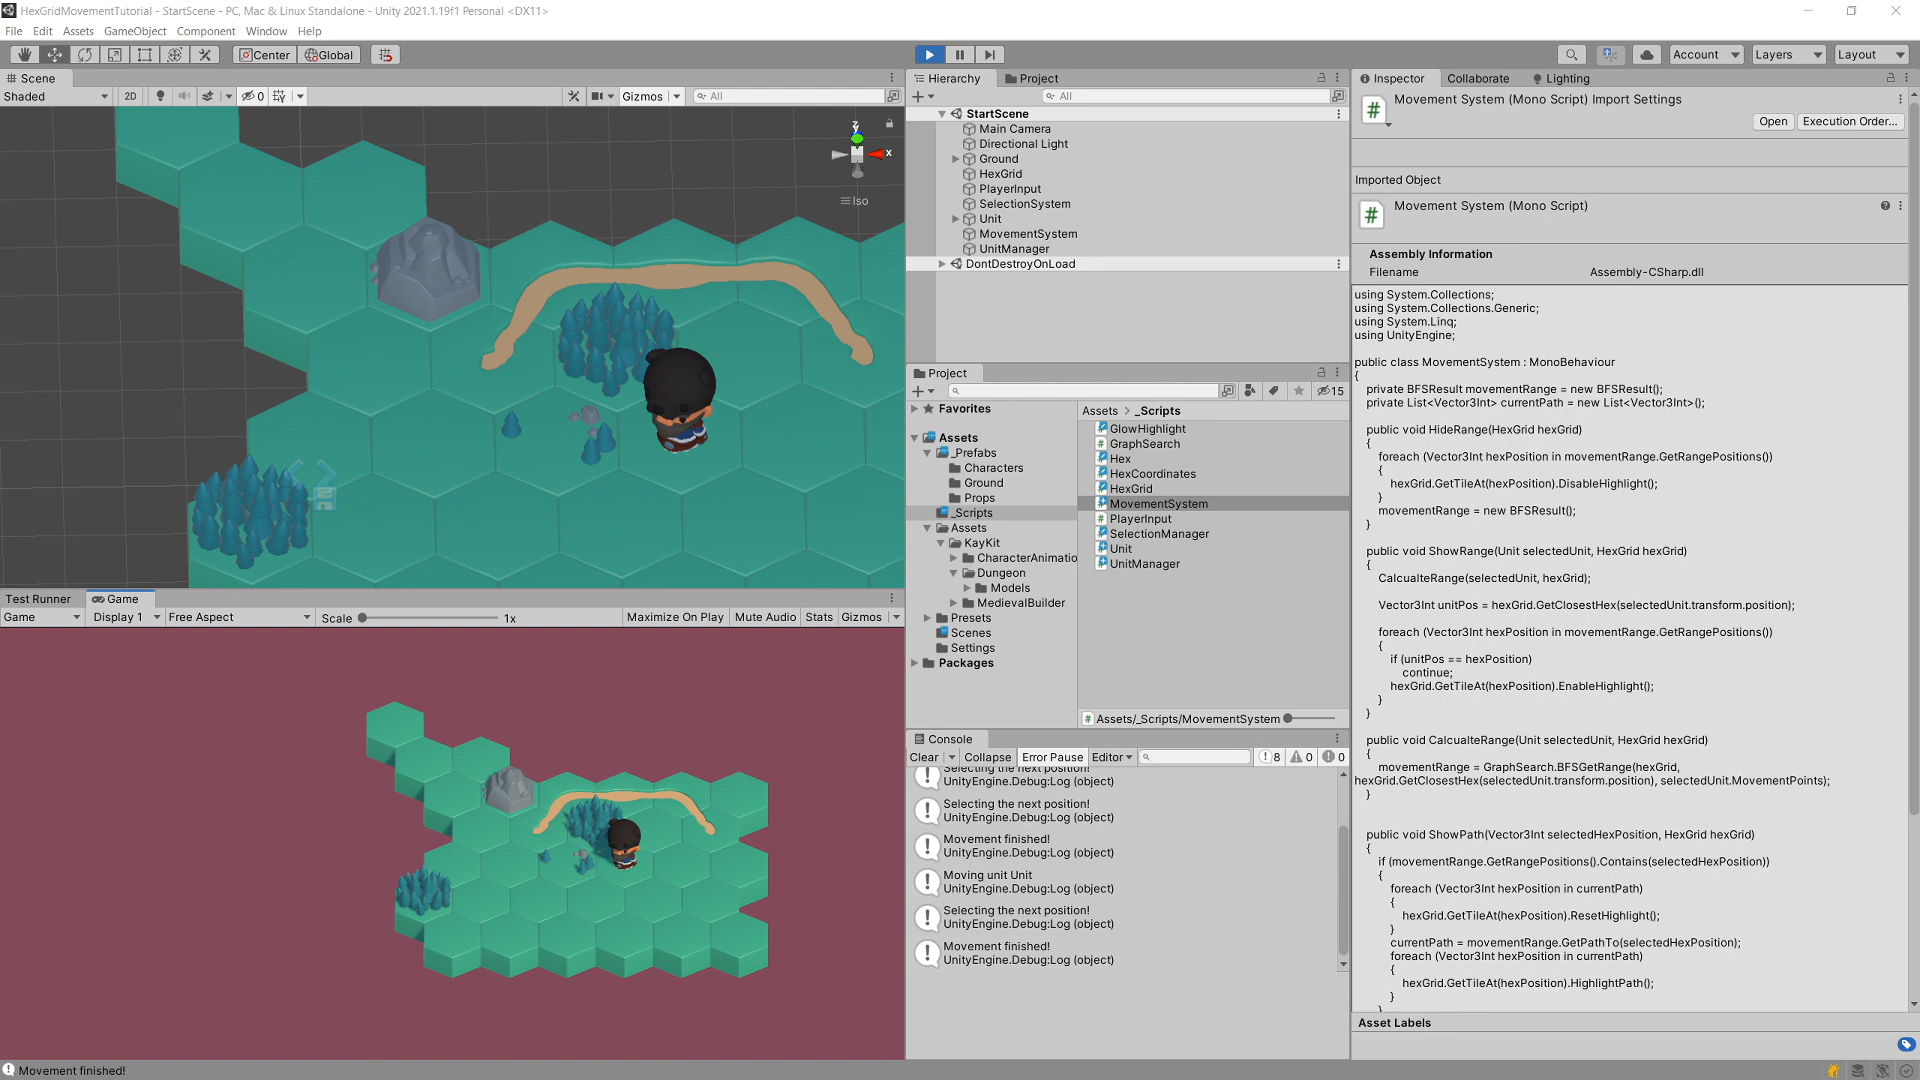 HexGridMovementTutorial - StartScene - PC, Mac & Linux Standalone - Unity 2021.1.19f1 Personal <DX11>
File Edit Assets GameObject Component Window Help
Center Global Account Layers Layout
Scene
Shaded 2D 0 Gizmos All
y
x
Iso
Test Runner Game
Game Display 1 Free Aspect Scale 1x Maximize On Play Mute Audio Stats Gizmos
Hierarchy Project
All
StartScene
Main Camera
Directional Light
Ground
HexGrid
PlayerInput
SelectionSystem
Unit
MovementSystem
UnitManager
DontDestroyOnLoad
Project
15
Favorites
Assets
_Prefabs
Characters
Ground
Props
_Scripts
Assets
KayKit
CharacterAnimatio
Dungeon
Models
MedievalBuilder
Presets
Scenes
Settings
Packages
Assets > _Scripts
GlowHighlight
GraphSearch
Hex
HexCoordinates
HexGrid
MovementSystem
PlayerInput
SelectionManager
Unit
UnitManager
Assets/_Scripts/MovementSystem
Console
Clear Collapse Error Pause Editor 8 0 0
Selecting the next position!
UnityEngine.Debug:Log (object)
Selecting the next position!
UnityEngine.Debug:Log (object)
Movement finished!
UnityEngine.Debug:Log (object)
Moving unit Unit
UnityEngine.Debug:Log (object)
Selecting the next position!
UnityEngine.Debug:Log (object)
Movement finished!
UnityEngine.Debug:Log (object)
Inspector Collaborate Lighting
Movement System (Mono Script) Import Settings
Open Execution Order...
Imported Object
Movement System (Mono Script)
Assembly Information
Filename Assembly-CSharp.dll
using System.Collections;
using System.Collections.Generic;
using System.Linq;
using UnityEngine;
public class MovementSystem : MonoBehaviour
{
private BFSResult movementRange = new BFSResult();
private List<Vector3Int> currentPath = new List<Vector3Int>();
public void HideRange(HexGrid hexGrid)
{
foreach (Vector3Int hexPosition in movementRange.GetRangePositions())
{
hexGrid.GetTileAt(hexPosition).DisableHighlight();
}
movementRange = new BFSResult();
}
public void ShowRange(Unit selectedUnit, HexGrid hexGrid)
{
CalcualteRange(selectedUnit, hexGrid);
Vector3Int unitPos = hexGrid.GetClosestHex(selectedUnit.transform.position);
foreach (Vector3Int hexPosition in movementRange.GetRangePositions())
{
if (unitPos == hexPosition)
continue;
hexGrid.GetTileAt(hexPosition).EnableHighlight();
}
}
public void CalcualteRange(Unit selectedUnit, HexGrid hexGrid)
{
movementRange = GraphSearch.BFSGetRange(hexGrid,
hexGrid.GetClosestHex(selectedUnit.transform.position), selectedUnit.MovementPoints);
}
public void ShowPath(Vector3Int selectedHexPosition, HexGrid hexGrid)
{
if (movementRange.GetRangePositions().Contains(selectedHexPosition))
{
foreach (Vector3Int hexPosition in currentPath)
{
hexGrid.GetTileAt(hexPosition).ResetHighlight();
}
currentPath = movementRange.GetPathTo(selectedHexPosition);
foreach (Vector3Int hexPosition in currentPath)
{
hexGrid.GetTileAt(hexPosition).HighlightPath();
}
}
Asset Labels
Movement finished!